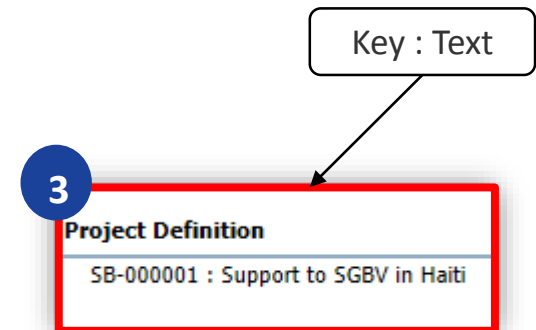 Key : Text
3
Project Definition
SB-000001 : Support to SGBV in Haiti